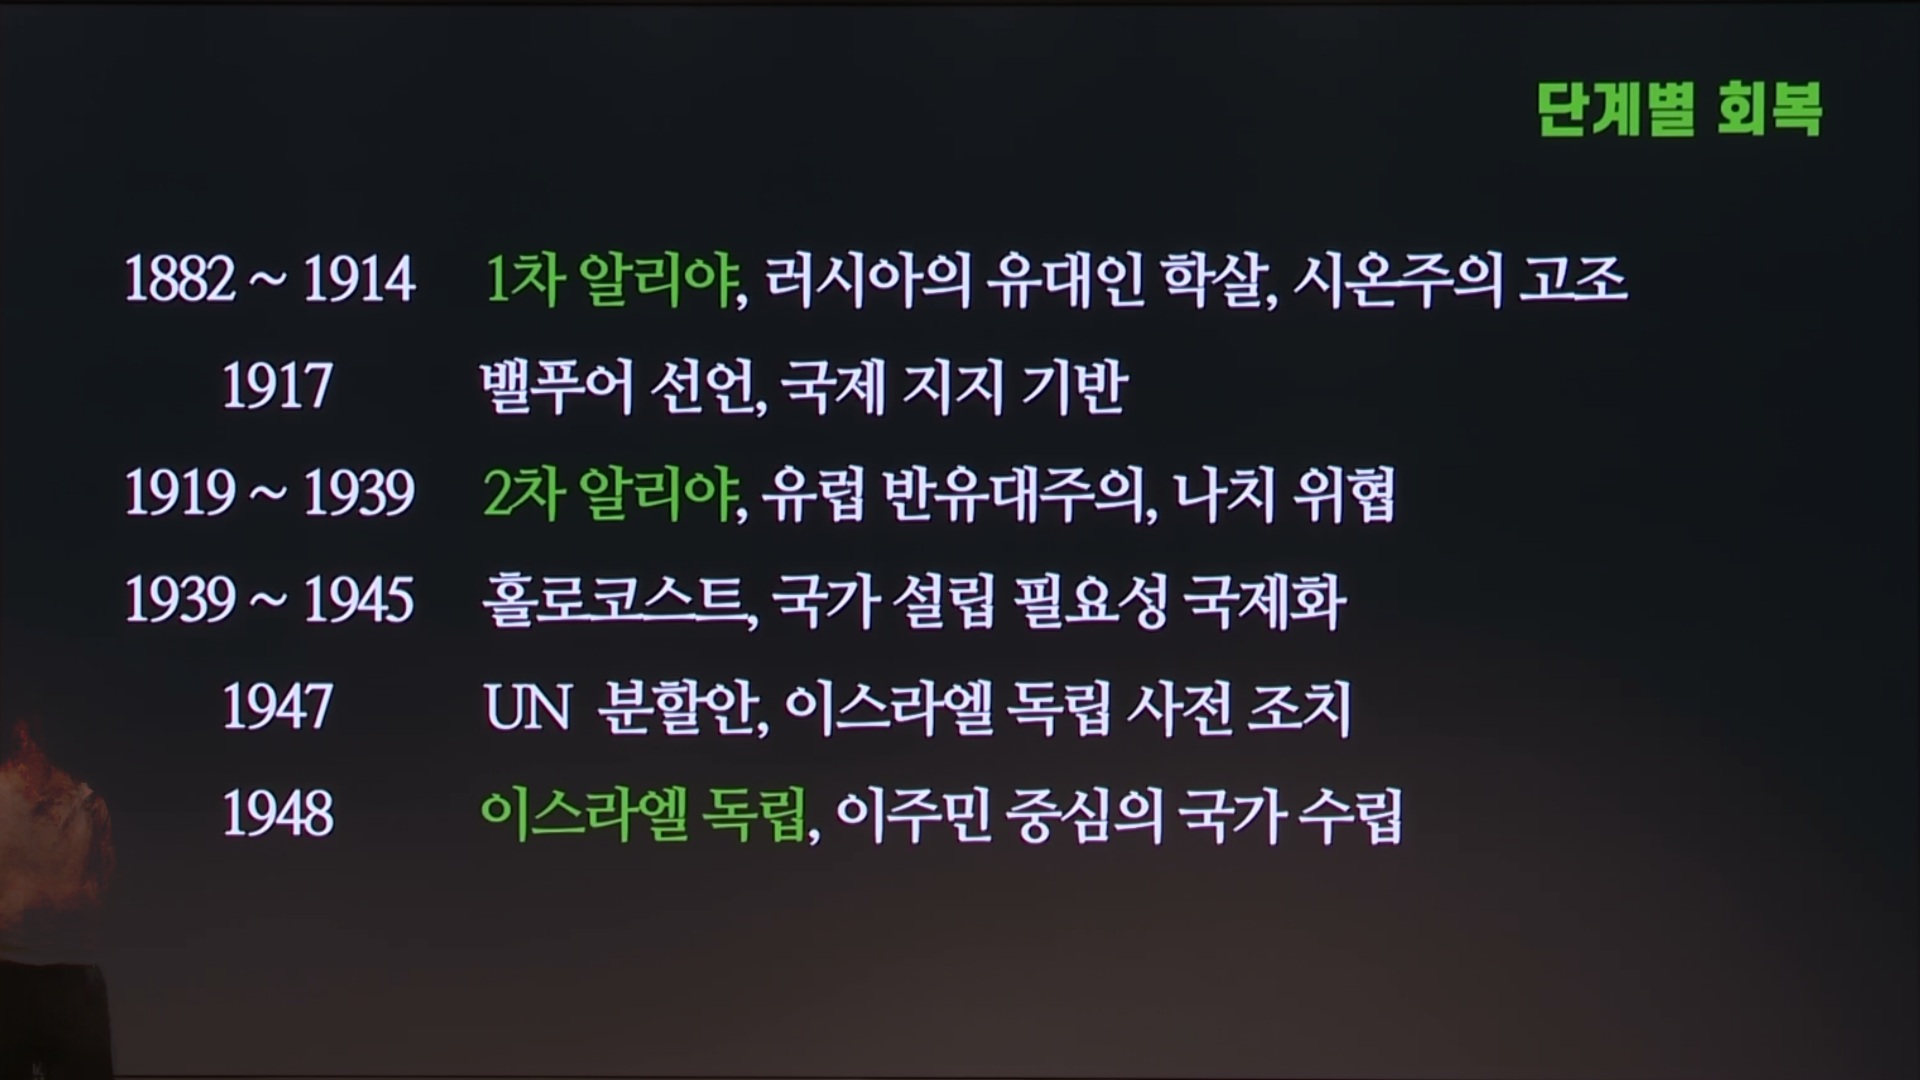 단계별 회복
1882 ~ 1914 1차 알리야, 러시아의 유대인 학살, 시온주의 고조
1917 밸푸어 선언, 국제 지지 기반
1919 ~ 1939 2차 알리야, 유럽 반유대주의, 나치 위협
1939 ~ 1945 홀로코스트, 국가 설립 필요성 국제화
1947 UN 분할안, 이스라엘 독립 사전 조치
1948 이스라엘 독립, 이주민 중심의 국가 수립